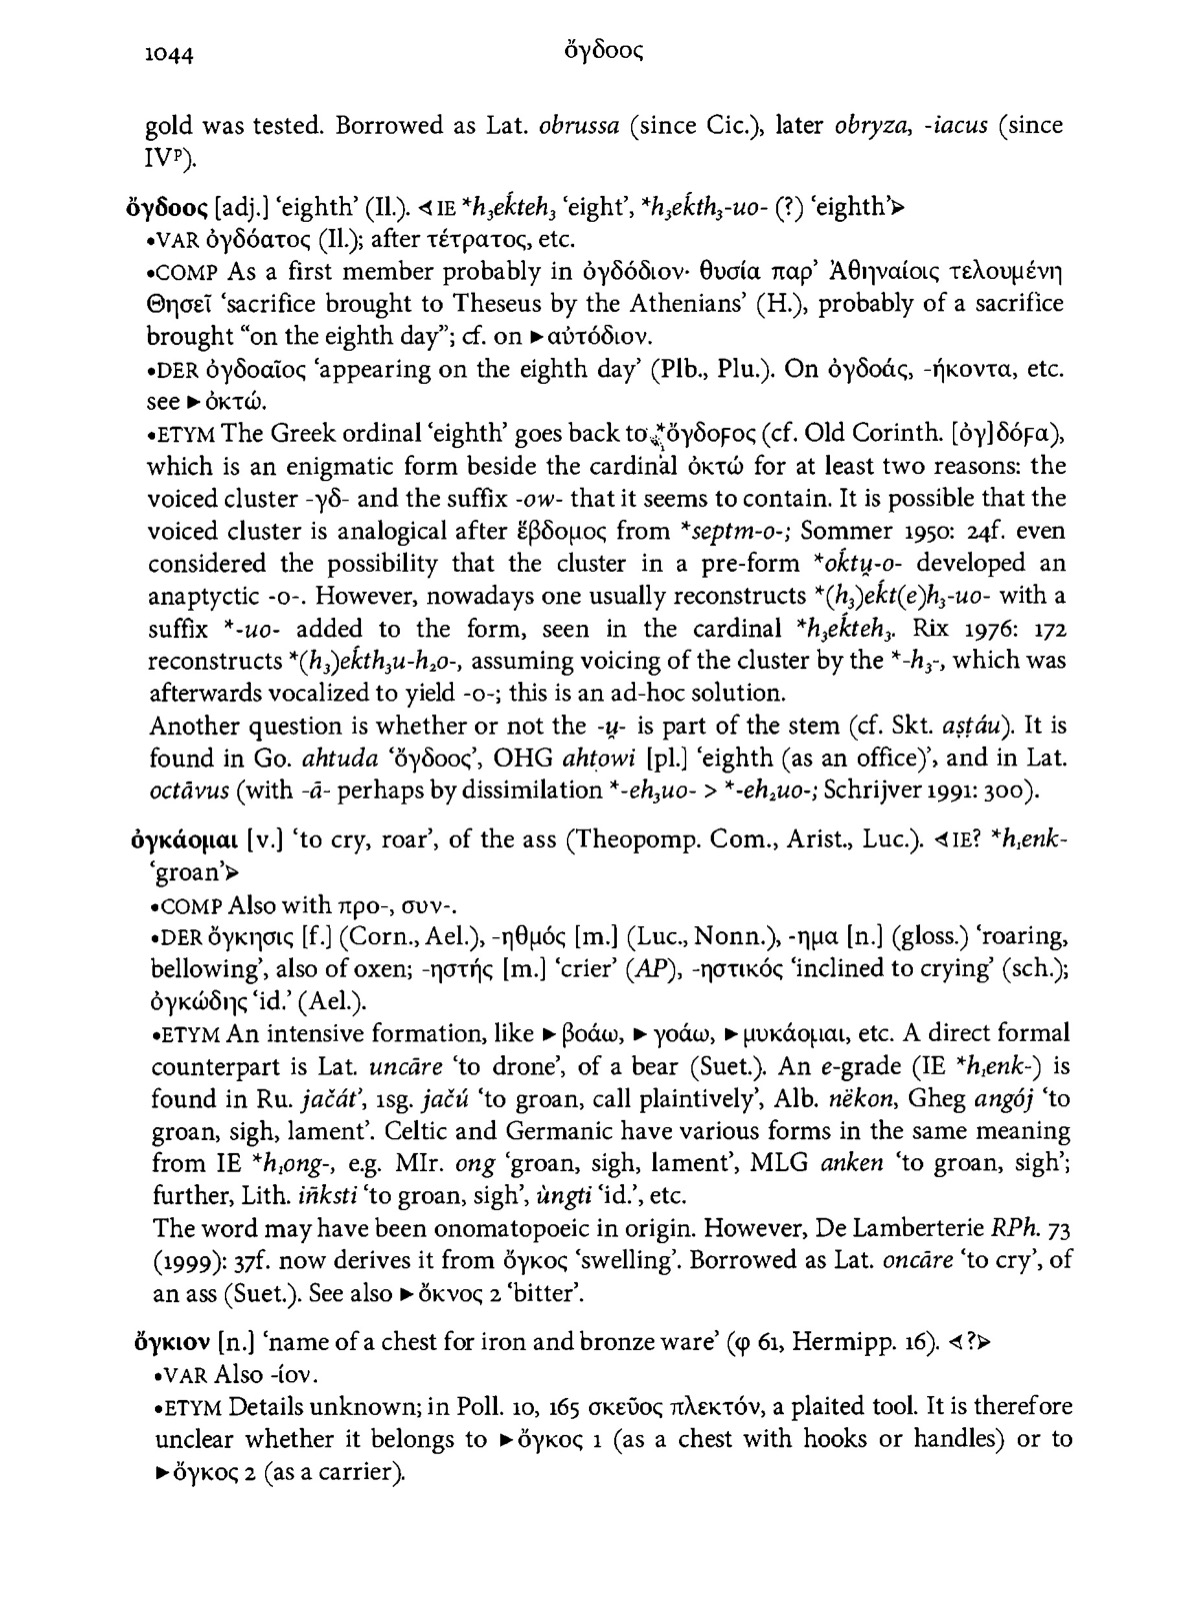 1044
ὄγδοος
gold was tested. Borrowed as Lat. obrussa (since Cic.), later obryza, -iacus (since
IVᵖ).
ὄγδοος [adj.] ‘eighth’ (Il.). ⋖ IE *h₃eḱteh₃ ‘eight’, *h₃eḱth₃-uo- (?) ‘eighth’⋗
•VAR ὀγδόατος (Il.); after τέτρατος, etc.
•COMP As a first member probably in ὀγδόδιον· θυσία παρ’ Ἀθηναίοις τελουμένη
Θησεῖ ‘sacrifice brought to Theseus by the Athenians’ (H.), probably of a sacrifice
brought “on the eighth day”; cf. on ►αὐτόδιον.
•DER ὀγδοαῖος ‘appearing on the eighth day’ (Plb., Plu.). On ὀγδοάς, -ήκοντα, etc.
see ►ὀκτώ.
•ETYM The Greek ordinal ‘eighth’ goes back to *ὄγδοϝος (cf. Old Corinth. [ὀγ]δόϝα),
which is an enigmatic form beside the cardinal ὀκτώ for at least two reasons: the
voiced cluster -γδ- and the suffix -ow- that it seems to contain. It is possible that the
voiced cluster is analogical after ἕβδομος from *septm-o-; Sommer 1950: 24f. even
considered the possibility that the cluster in a pre-form *oḱtu̯-o- developed an
anaptyctic -o-. However, nowadays one usually reconstructs *(h₃)eḱt(e)h₃-uo- with a
suffix *-uo- added to the form, seen in the cardinal *h₃eḱteh₃. Rix 1976: 172
reconstructs *(h₃)eḱth₃u-h₂o-, assuming voicing of the cluster by the *-h₃-, which was
afterwards vocalized to yield -o-; this is an ad-hoc solution.
Another question is whether or not the -u̯- is part of the stem (cf. Skt. aṣṭáu). It is
found in Go. ahtuda ‘ὄγδοος’, OHG ahtowi [pl.] ‘eighth (as an office)’, and in Lat.
octāvus (with -ā- perhaps by dissimilation *-eh₃uo- > *-eh₂uo-; Schrijver 1991: 300).
ὀγκάομαι [v.] ‘to cry, roar’, of the ass (Theopomp. Com., Arist., Luc.). ⋖ IE? *h₁enk-
‘groan’⋗
•COMP Also with προ-, συν-.
•DER ὄγκησις [f.] (Corn., Ael.), -ηθμός [m.] (Luc., Nonn.), -ημα [n.] (gloss.) ‘roaring,
bellowing’, also of oxen; -ηστής [m.] ‘crier’ (AP), -ηστικός ‘inclined to crying’ (sch.);
ὀγκώδης ‘id.’ (Ael.).
•ETYM An intensive formation, like ►βοάω, ►γοάω, ►μυκάομαι, etc. A direct formal
counterpart is Lat. uncāre ‘to drone’, of a bear (Suet.). An e-grade (IE *h₁enk-) is
found in Ru. jačát’, 1sg. jačú ‘to groan, call plaintively’, Alb. nëkon, Gheg angój ‘to
groan, sigh, lament’. Celtic and Germanic have various forms in the same meaning
from IE *h₁ong-, e.g. MIr. ong ‘groan, sigh, lament’, MLG anken ‘to groan, sigh’;
further, Lith. iñksti ‘to groan, sigh’, ùngti ‘id.’, etc.
The word may have been onomatopoeic in origin. However, De Lamberterie RPh. 73
(1999): 37f. now derives it from ὄγκος ‘swelling’. Borrowed as Lat. oncāre ‘to cry’, of
an ass (Suet.). See also ►ὄκνος 2 ‘bitter’.
ὄγκιον [n.] ‘name of a chest for iron and bronze ware’ (φ 61, Hermipp. 16). ⋖ ?⋗
•VAR Also -ίον.
•ETYM Details unknown; in Poll. 10, 165 σκεῦος πλεκτόν, a plaited tool. It is therefore
unclear whether it belongs to ►ὄγκος 1 (as a chest with hooks or handles) or to
►ὄγκος 2 (as a carrier).